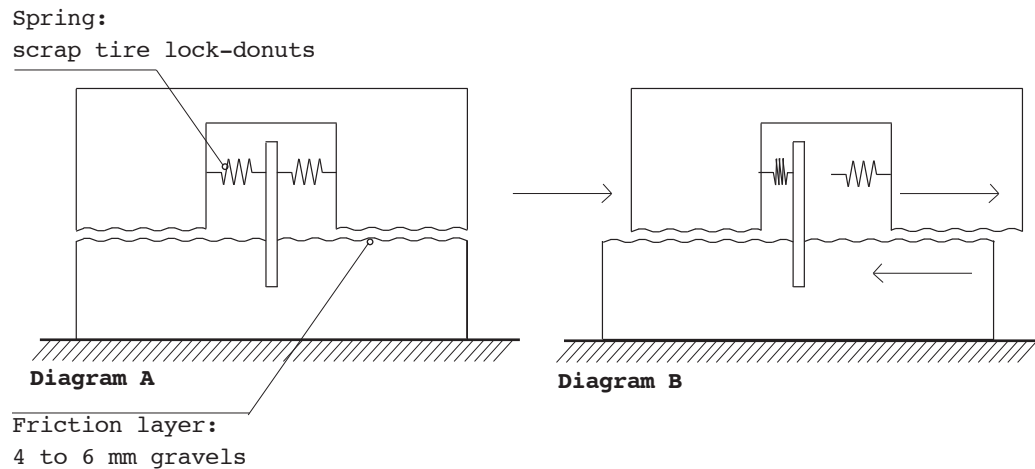 Spring:
scrap tire lock-donuts
Diagram A
Diagram B
Friction layer:
4 to 6 mm gravels